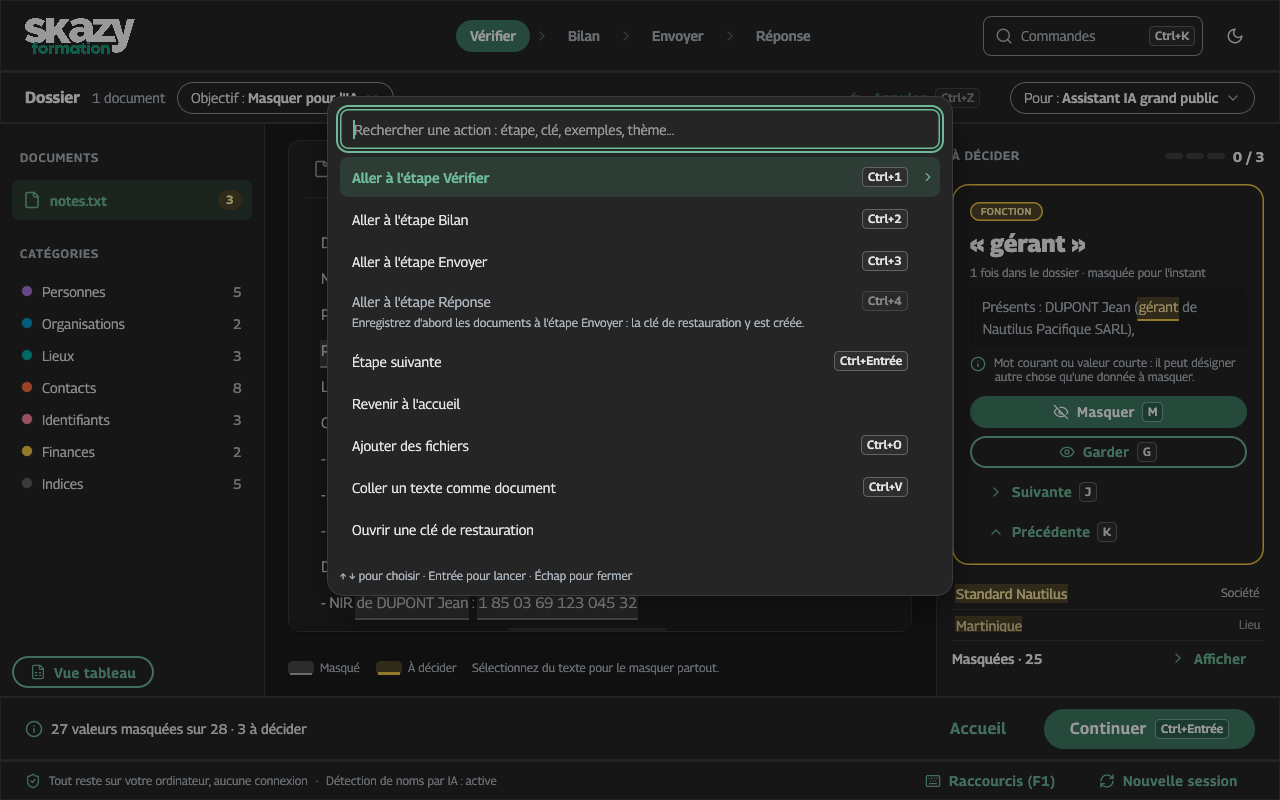 skazy
formation
Vérifier
Bilan
Envoyer
Réponse
Commandes
Ctrl+K
Dossier
1 document
Objectif : Masquer pour l'IA
Annuler
Ctrl+Z
Pour : Assistant IA grand public
Rechercher une action : étape, clé, exemples, thème...
Aller à l'étape Vérifier
Ctrl+1
Aller à l'étape Bilan
Ctrl+2
Aller à l'étape Envoyer
Ctrl+3
Aller à l'étape Réponse
Ctrl+4
Enregistrez d'abord les documents à l'étape Envoyer : la clé de restauration y est créée.
Étape suivante
Ctrl+Entrée
Revenir à l'accueil
Ajouter des fichiers
Ctrl+O
Coller un texte comme document
Ctrl+V
Ouvrir une clé de restauration
↑↓ pour choisir · Entrée pour lancer · Échap pour fermer
DOCUMENTS
notes.txt
3
CATÉGORIES
Personnes 5
Organisations 2
Lieux 3
Contacts 8
Identifiants 3
Finances 2
Indices 5
Vue tableau
- NIR de DUPONT Jean : 1 85 03 69 123 045 32
Masqué
À décider
Sélectionnez du texte pour le masquer partout.
À DÉCIDER
0 / 3
FONCTION
« gérant »
1 fois dans le dossier · masquée pour l'instant
Présents : DUPONT Jean (gérant de
Nautilus Pacifique SARL),
Mot courant ou valeur courte : il peut désigner
autre chose qu'une donnée à masquer.
Masquer M
Garder G
Suivante J
Précédente K
Standard Nautilus
Société
Martinique
Lieu
Masquées · 25
Afficher
27 valeurs masquées sur 28 · 3 à décider
Accueil
Continuer Ctrl+Entrée
Tout reste sur votre ordinateur, aucune connexion · Détection de noms par IA : active
Raccourcis (F1)
Nouvelle session